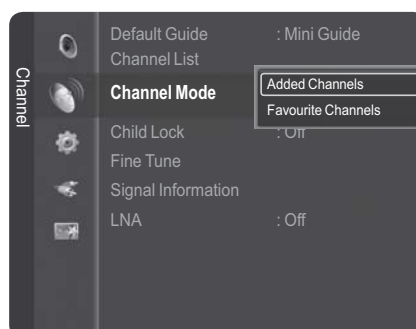 Channel
Default Guide : Mini Guide
Channel List
Channel Mode
Added Channels
Favourite Channels
Child Lock : Off
Fine Tune
Signal Information
LNA : Off